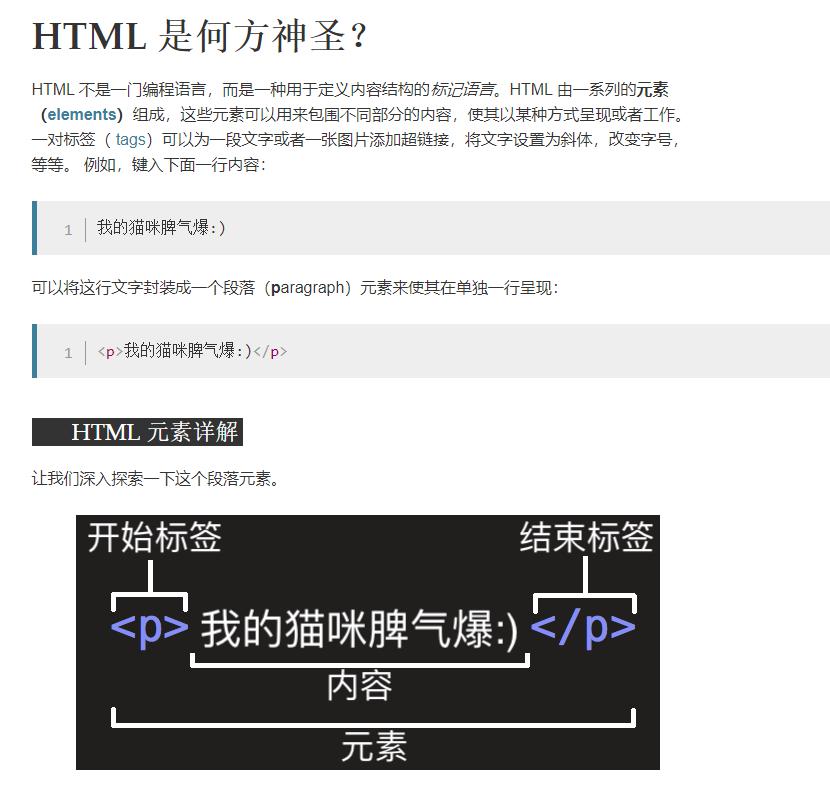 HTML 是何方神圣？
HTML 不是一门编程语言，而是一种用于定义内容结构的标记语言。HTML 由一系列的元素
（elements）组成，这些元素可以用来包围不同部分的内容，使其以某种方式呈现或者工作。
一对标签（ tags）可以为一段文字或者一张图片添加超链接，将文字设置为斜体，改变字号，
等等。 例如，键入下面一行内容：
1 我的猫咪脾气爆:)
可以将这行文字封装成一个段落（paragraph）元素来使其在单独一行呈现：
1 <p>我的猫咪脾气爆:)</p>
HTML 元素详解
让我们深入探索一下这个段落元素。
开始标签 结束标签
<p> 我的猫咪脾气爆:) </p>
内容
元素